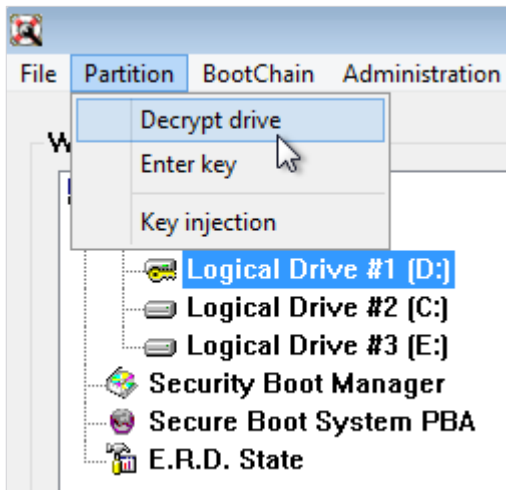 File Partition BootChain Administration
Decrypt drive
W
Enter key
Key injection
Logical Drive #1 (D:)
Logical Drive #2 (C:)
Logical Drive #3 (E:)
Security Boot Manager
Secure Boot System PBA
E.R.D. State